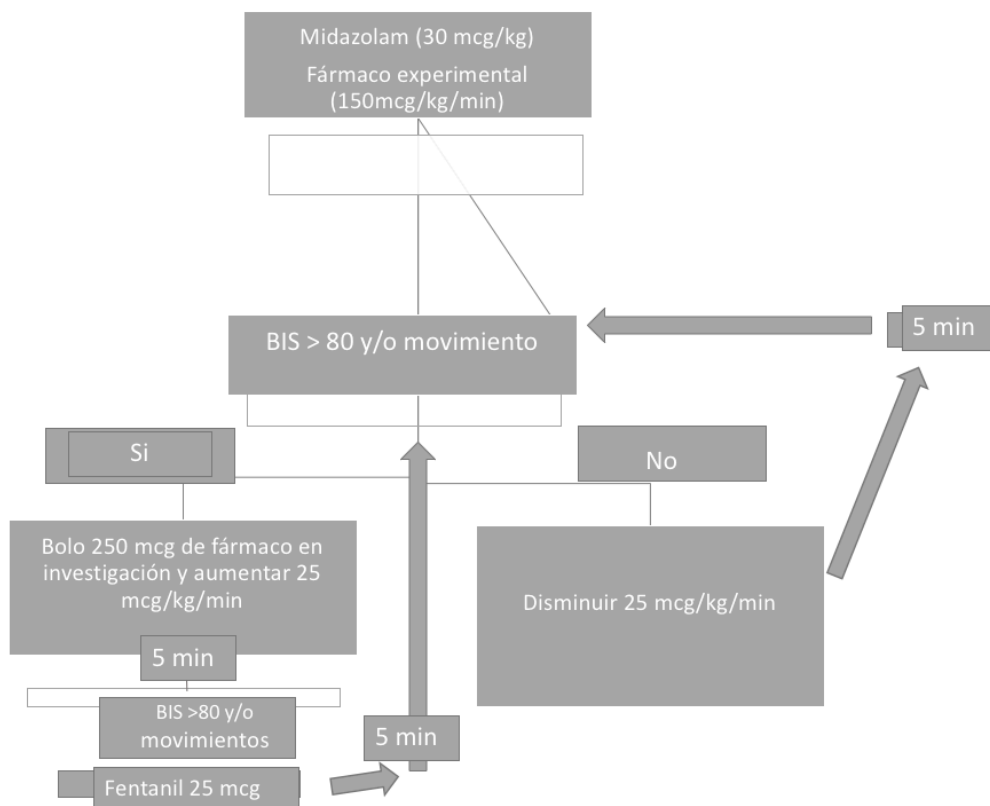 Midazolam (30 mcg/kg)
Fármaco experimental
(150mcg/kg/min)
BIS > 80 y/o movimiento
5 min
Si
No
Bolo 250 mcg de fármaco en
investigación y aumentar 25
mcg/kg/min
Disminuir 25 mcg/kg/min
5 min
BIS >80 y/o
movimientos
5 min
Fentanil 25 mcg